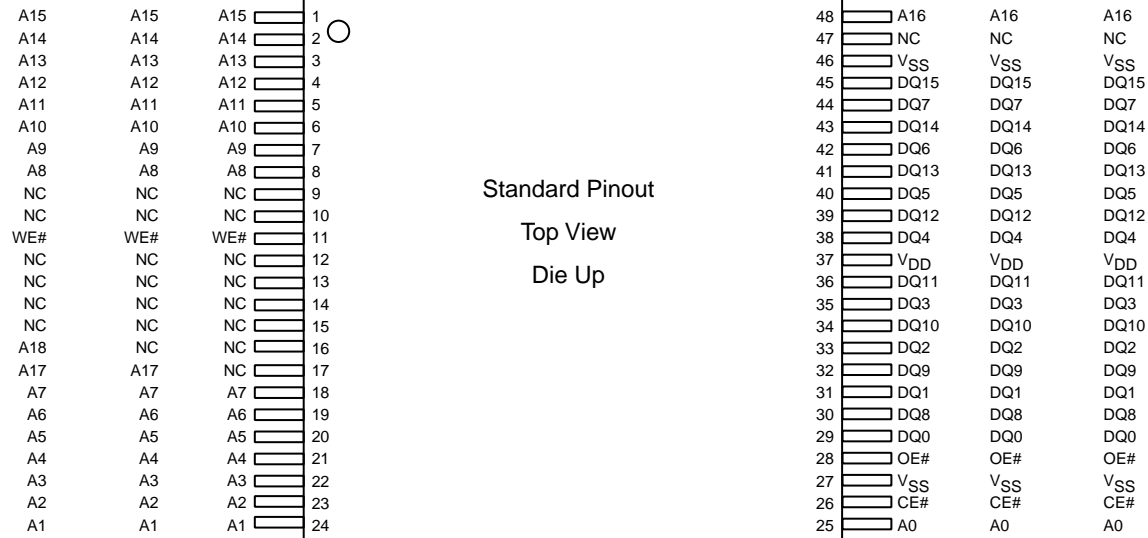 A15 A15 A15 1 48 A16 A16 A16
A14 A14 A14 2 47 NC NC NC
A13 A13 A13 3 46 VSS VSS VSS
A12 A12 A12 4 45 DQ15 DQ15 DQ15
A11 A11 A11 5 44 DQ7 DQ7 DQ7
A10 A10 A10 6 43 DQ14 DQ14 DQ14
A9 A9 A9 7 42 DQ6 DQ6 DQ6
A8 A8 A8 8 41 DQ13 DQ13 DQ13
NC NC NC 9 Standard Pinout 40 DQ5 DQ5 DQ5
NC NC NC 10 39 DQ12 DQ12 DQ12
WE# WE# WE# 11 Top View 38 DQ4 DQ4 DQ4
NC NC NC 12 37 VDD VDD VDD
NC NC NC 13 Die Up 36 DQ11 DQ11 DQ11
NC NC NC 14 35 DQ3 DQ3 DQ3
NC NC NC 15 34 DQ10 DQ10 DQ10
A18 NC NC 16 33 DQ2 DQ2 DQ2
A17 A17 NC 17 32 DQ9 DQ9 DQ9
A7 A7 A7 18 31 DQ1 DQ1 DQ1
A6 A6 A6 19 30 DQ8 DQ8 DQ8
A5 A5 A5 20 29 DQ0 DQ0 DQ0
A4 A4 A4 21 28 OE# OE# OE#
A3 A3 A3 22 27 VSS VSS VSS
A2 A2 A2 23 26 CE# CE# CE#
A1 A1 A1 24 25 A0 A0 A0